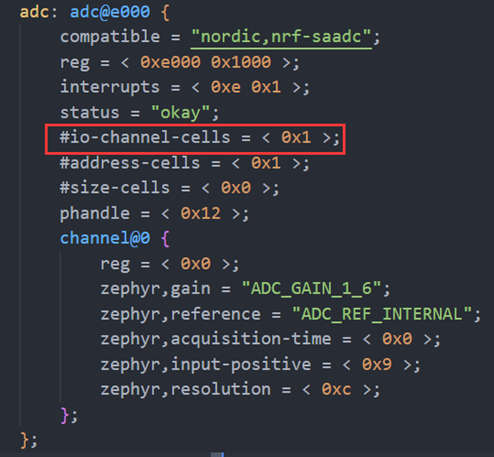 adc: adc@e000 {
compatible = "nordic,nrf-saadc";
reg = < 0xe000 0x1000 >;
interrupts = < 0xe 0x1 >;
status = "okay";
#io-channel-cells = < 0x1 >;
#address-cells = < 0x1 >;
#size-cells = < 0x0 >;
phandle = < 0x12 >;
channel@0 {
reg = < 0x0 >;
zephyr,gain = "ADC_GAIN_1_6";
zephyr,reference = "ADC_REF_INTERNAL";
zephyr,acquisition-time = < 0x0 >;
zephyr,input-positive = < 0x9 >;
zephyr,resolution = < 0xc >;
};
};